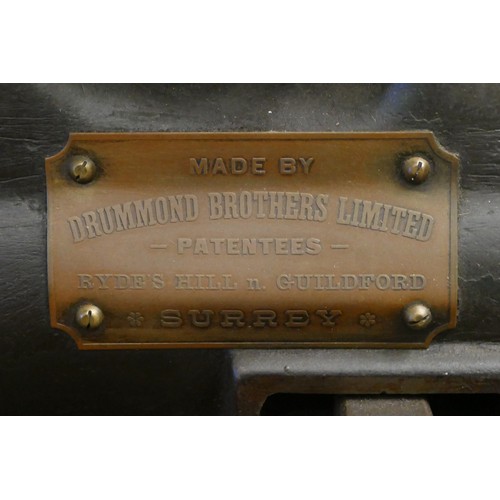 MADE BY
DRUMMOND BROTHERS LIMITED
— PATENTEES —
RYDE'S HILL n. GUILDFORD
* SURREY *